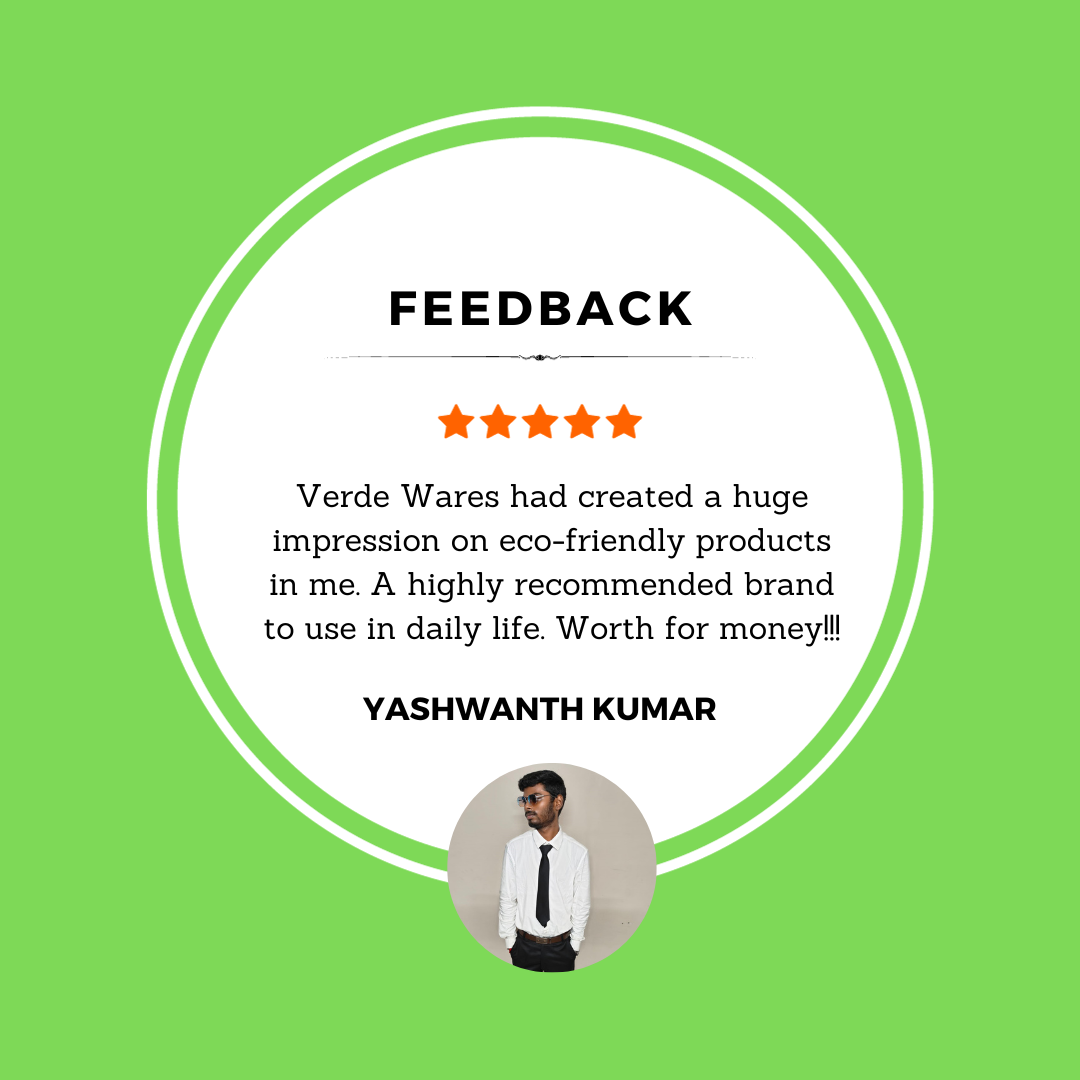 FEEDBACK
Verde Wares had created a huge
impression on eco-friendly products
in me. A highly recommended brand
to use in daily life. Worth for money!!!
YASHWANTH KUMAR